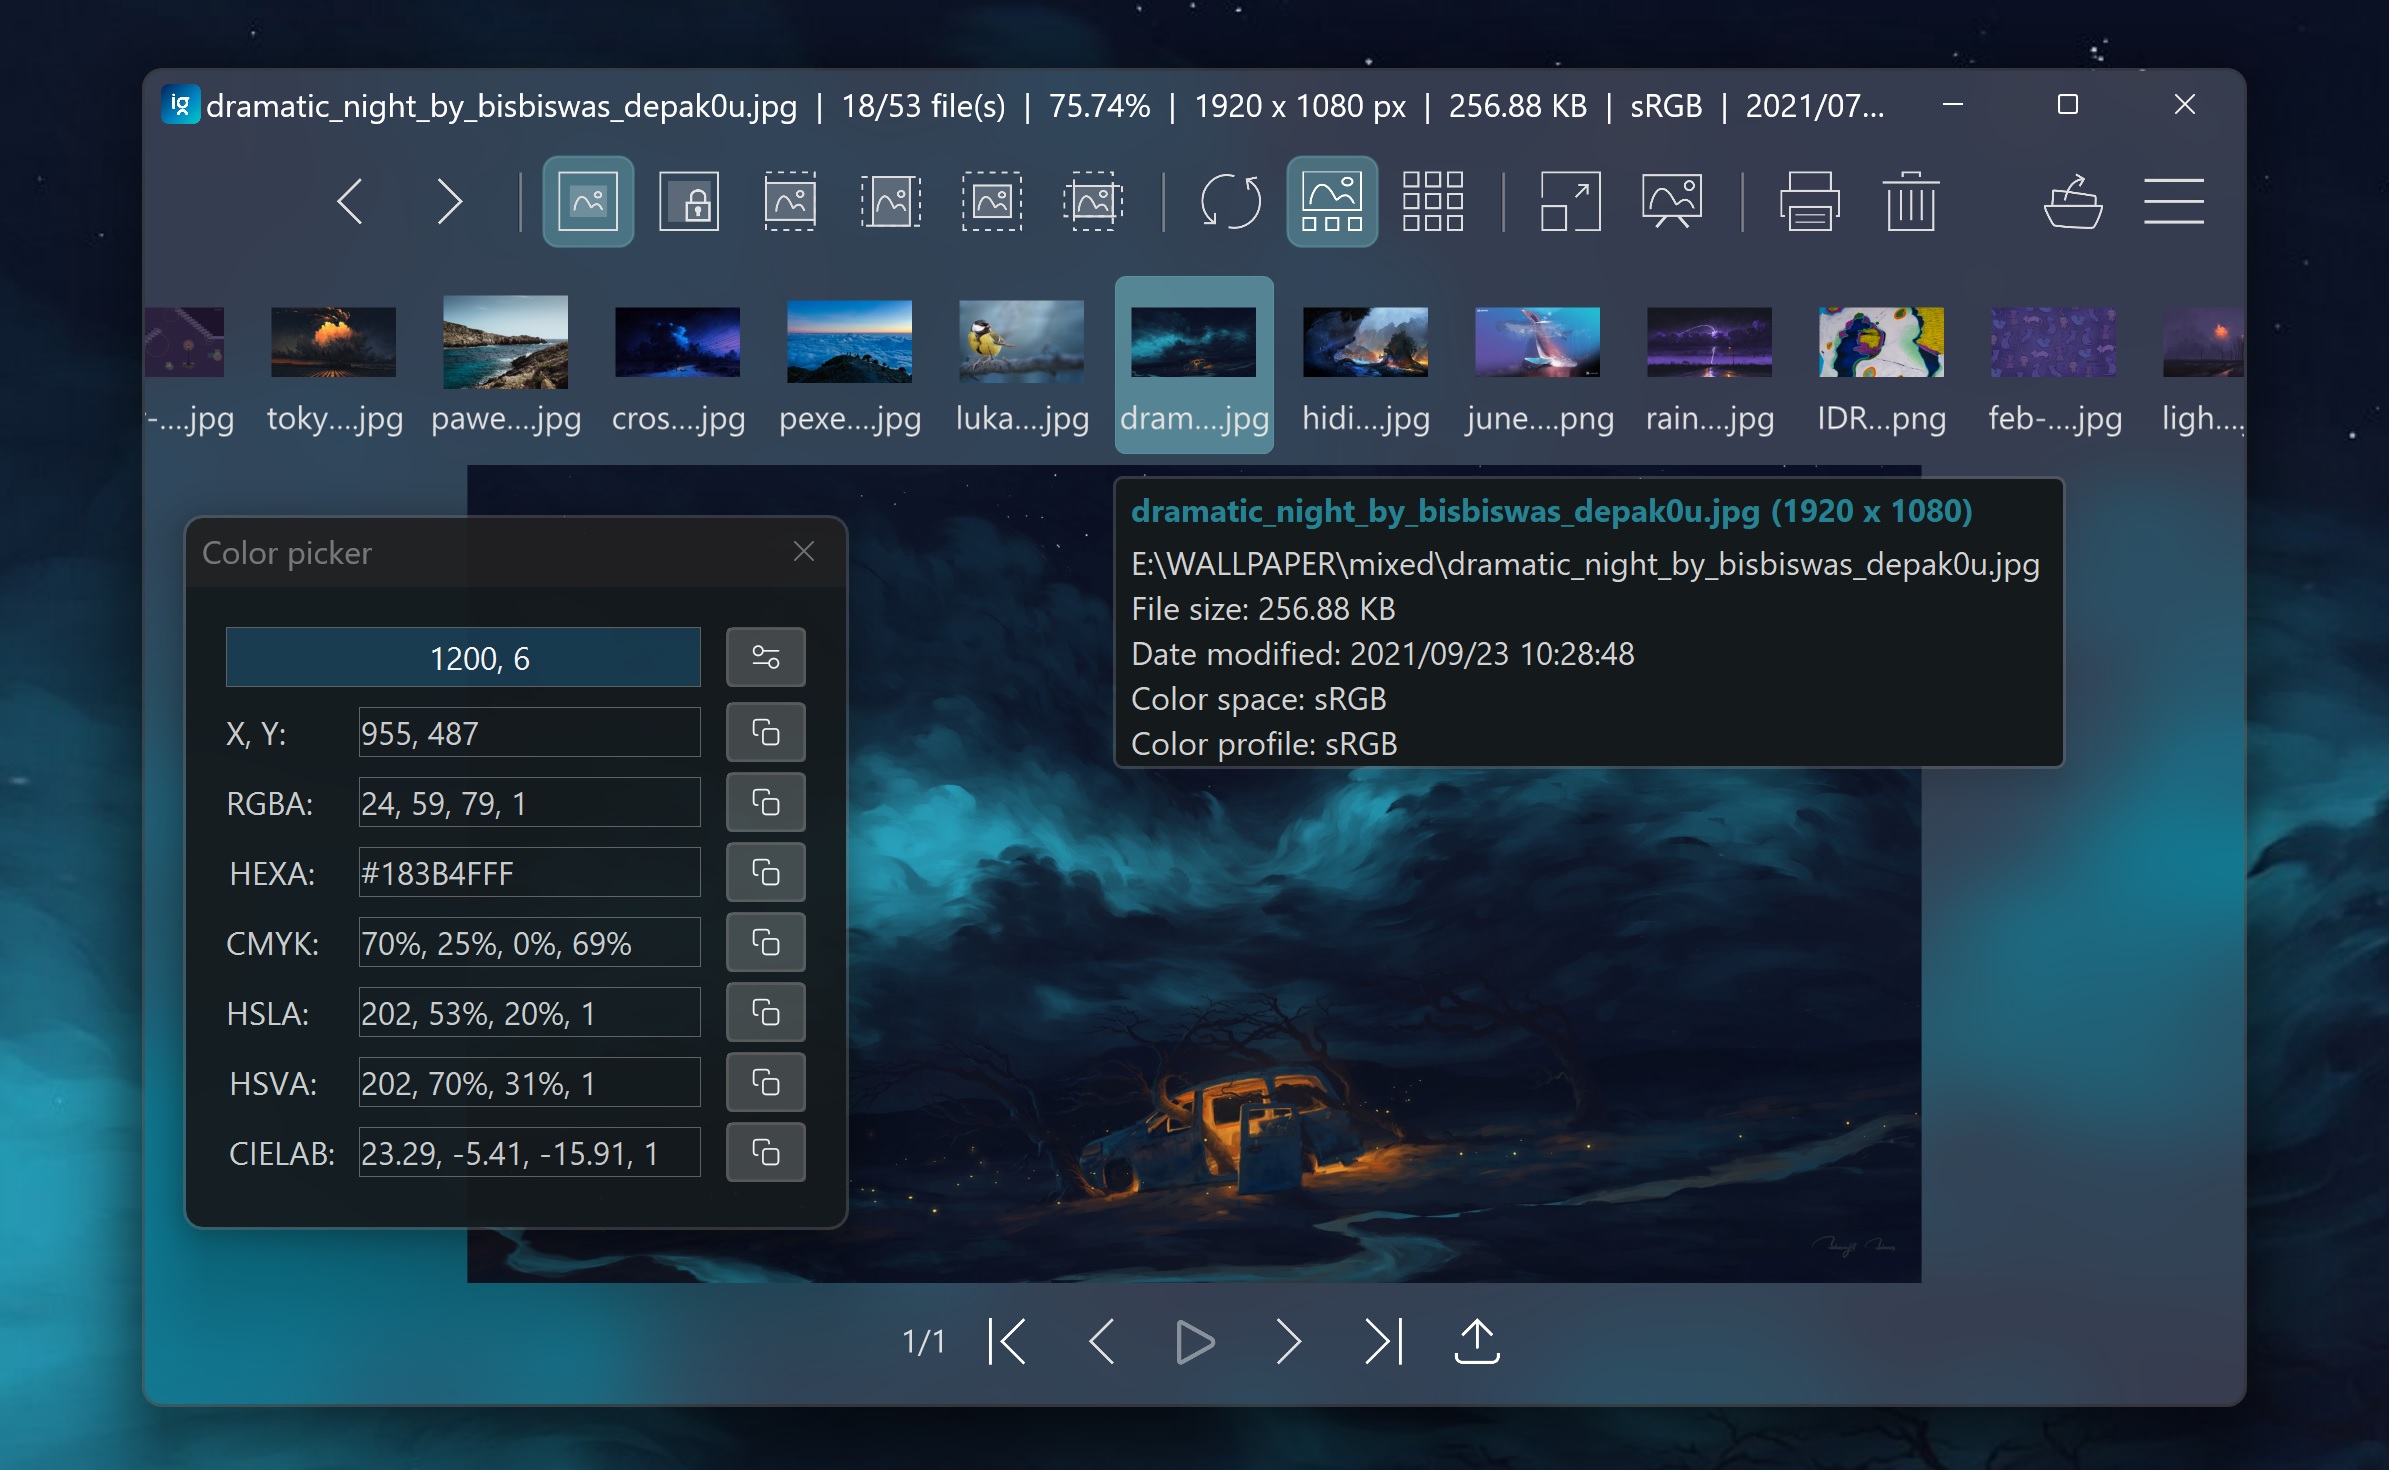 ig dramatic_night_by_bisbiswas_depak0u.jpg | 18/53 file(s) | 75.74% | 1920 x 1080 px | 256.88 KB | sRGB | 2021/07...
-....jpg toky....jpg pawe....jpg cros....jpg pexe....jpg luka....jpg dram....jpg hidi....jpg june....png rain....jpg IDR...png feb-....jpg ligh....
dramatic_night_by_bisbiswas_depak0u.jpg (1920 x 1080)
E:\WALLPAPER\mixed\dramatic_night_by_bisbiswas_depak0u.jpg
File size: 256.88 KB
Date modified: 2021/09/23 10:28:48
Color space: sRGB
Color profile: sRGB
Color picker
1200, 6
X, Y: 955, 487
RGBA: 24, 59, 79, 1
HEXA: #183B4FFF
CMYK: 70%, 25%, 0%, 69%
HSLA: 202, 53%, 20%, 1
HSVA: 202, 70%, 31%, 1
CIELAB: 23.29, -5.41, -15.91, 1
1/1